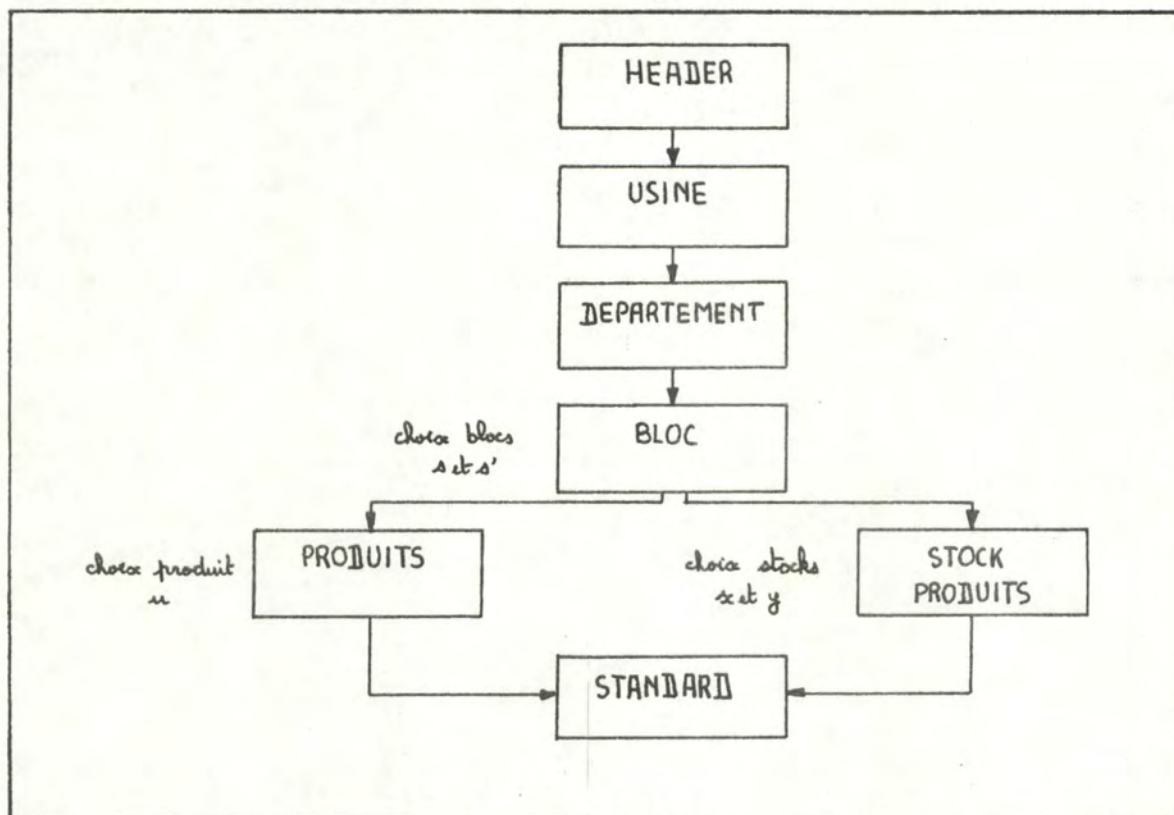 HEADER
USINE
DEPARTEMENT
BLOC
choix blocs
s et s'
PRODUITS
choix produit
u
choix stocks
x et y
STOCK
PRODUITS
STANDARD